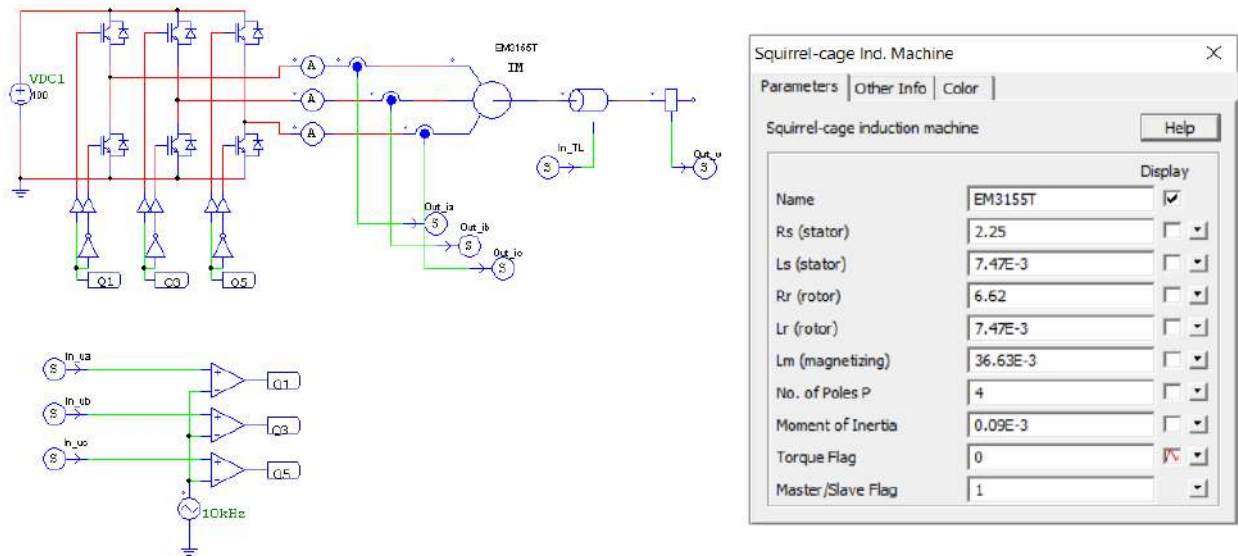 VDC1
400
Q1
Q3
Q5
A
A
A
EM3155T
IM
In_TL
S
S
Out_ia
S
Out_ib
S
Out_ic
S
In_ua
S
Q1
In_ub
S
Q3
In_uc
S
Q5
10kHz
Squirrel-cage Ind. Machine
Parameters Other Info Color
Squirrel-cage induction machine Help
Display
Name EM3155T
Rs (stator) 2.25
Ls (stator) 7.47E-3
Rr (rotor) 6.62
Lr (rotor) 7.47E-3
Lm (magnetizing) 36.63E-3
No. of Poles P 4
Moment of Inertia 0.09E-3
Torque Flag 0
Master/Slave Flag 1